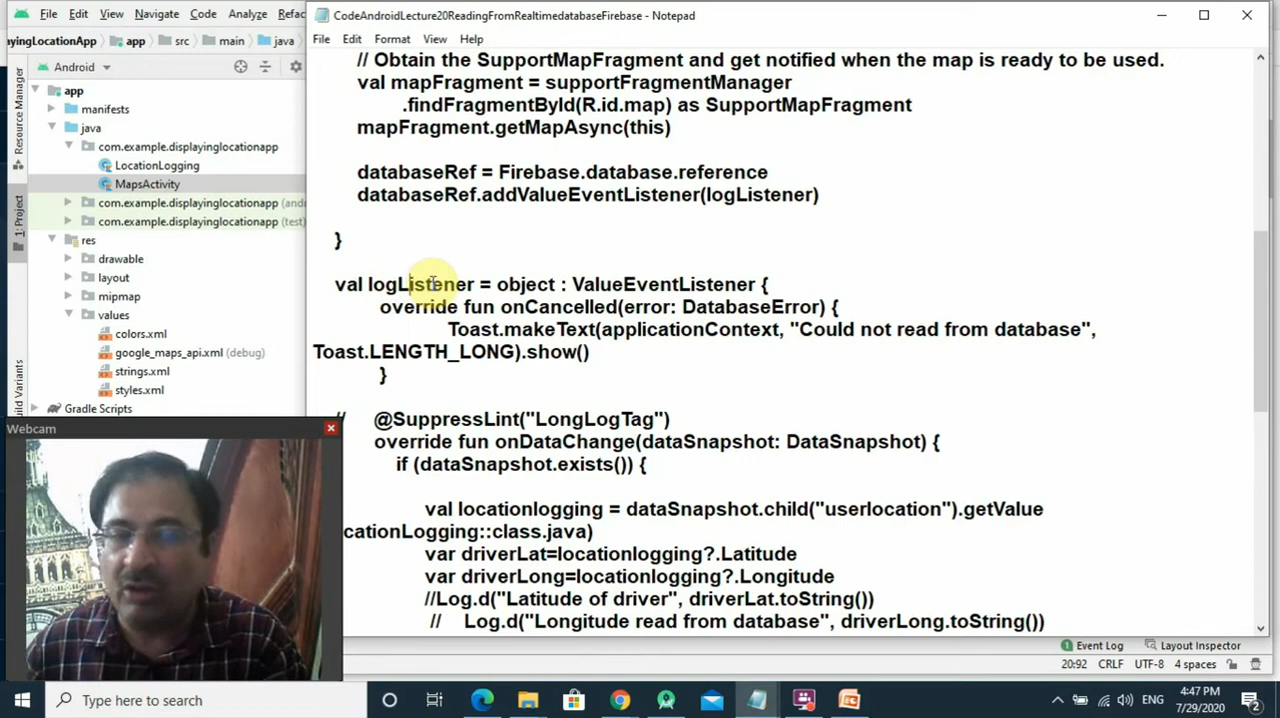 File Edit View Navigate Code Analyze Refac
CodeAndroidLecture20ReadingFromRealtimedatabaseFirebase - Notepad
ayingLocationApp app src main java
File Edit Format View Help
Android
Resource Manager
1: Project
uild Variants
app
manifests
java
com.example.displayinglocationapp
LocationLogging
MapsActivity
com.example.displayinglocationapp (and
com.example.displayinglocationapp (test)
res
drawable
layout
mipmap
values
colors.xml
google_maps_api.xml (debug)
strings.xml
styles.xml
Gradle Scripts
Webcam
// Obtain the SupportMapFragment and get notified when the map is ready to be used.
val mapFragment = supportFragmentManager
.findFragmentById(R.id.map) as SupportMapFragment
mapFragment.getMapAsync(this)
databaseRef = Firebase.database.reference
databaseRef.addValueEventListener(logListener)
}
val logListener = object : ValueEventListener {
override fun onCancelled(error: DatabaseError) {
Toast.makeText(applicationContext, "Could not read from database",
Toast.LENGTH_LONG).show()
}
// @SuppressLint("LongLogTag")
override fun onDataChange(dataSnapshot: DataSnapshot) {
if (dataSnapshot.exists()) {
val locationlogging = dataSnapshot.child("userlocation").getValue
cationLogging::class.java)
var driverLat=locationlogging?.Latitude
var driverLong=locationlogging?.Longitude
//Log.d("Latitude of driver", driverLat.toString())
// Log.d("Longitude read from database", driverLong.toString())
Event Log Layout Inspector
20:92 CRLF UTF-8 4 spaces
Type here to search
ENG
4:47 PM
7/29/2020
2